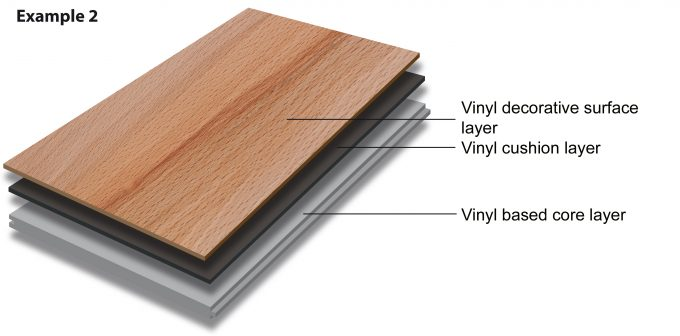 Example 2
Vinyl decorative surface
layer
Vinyl cushion layer
Vinyl based core layer